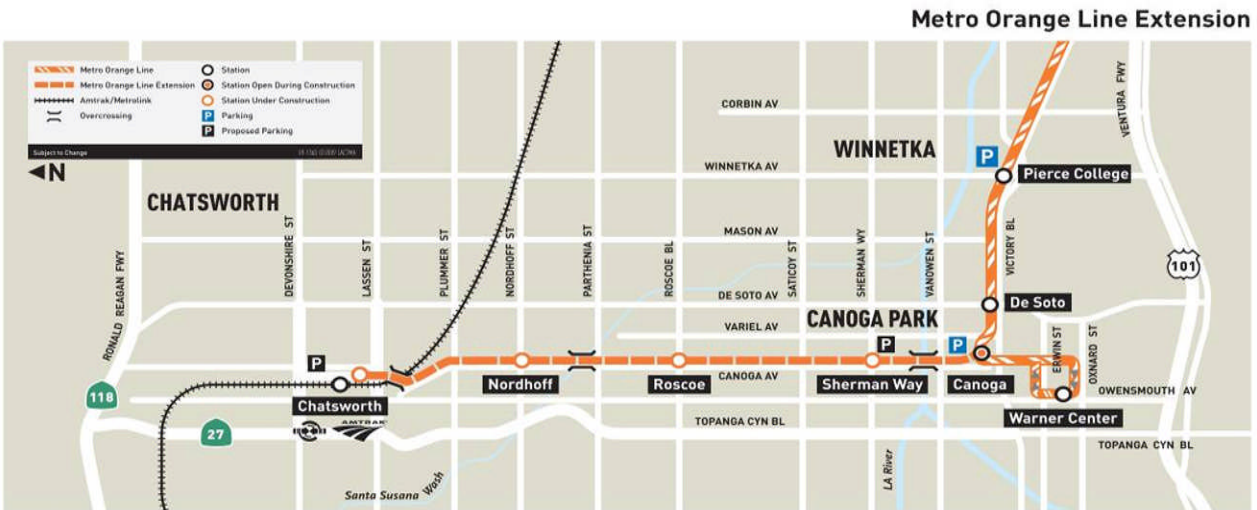 Metro Orange Line Extension
Metro Orange Line
Metro Orange Line Extension
Amtrak/Metrolink
Overcrossing
Station
Station Open During Construction
Station Under Construction
P Parking
P Proposed Parking
Subject to Change
N
CHATSWORTH
WINNETKA
CANOGA PARK
CORBIN AV
WINNETKA AV
MASON AV
DE SOTO AV
VARIEL AV
CANOGA AV
TOPANGA CYN BL
OWENSMOUTH AV
TOPANGA CYN BL
RONALD REAGAN FWY
DEVONSHIRE ST
LASSEN ST
PLUMMER ST
NORDHOFF ST
PARTHENIA ST
ROSCOE BL
SATICOY ST
SHERMAN WY
VANOWEN ST
VICTORY BL
ERWIN ST
OXNARD ST
VENTURA FWY
P
Pierce College
101
De Soto
P
P
P
Chatsworth
AMTRAK
Nordhoff
Roscoe
Sherman Way
Canoga
Warner Center
118
27
Santa Susana Wash
LA River